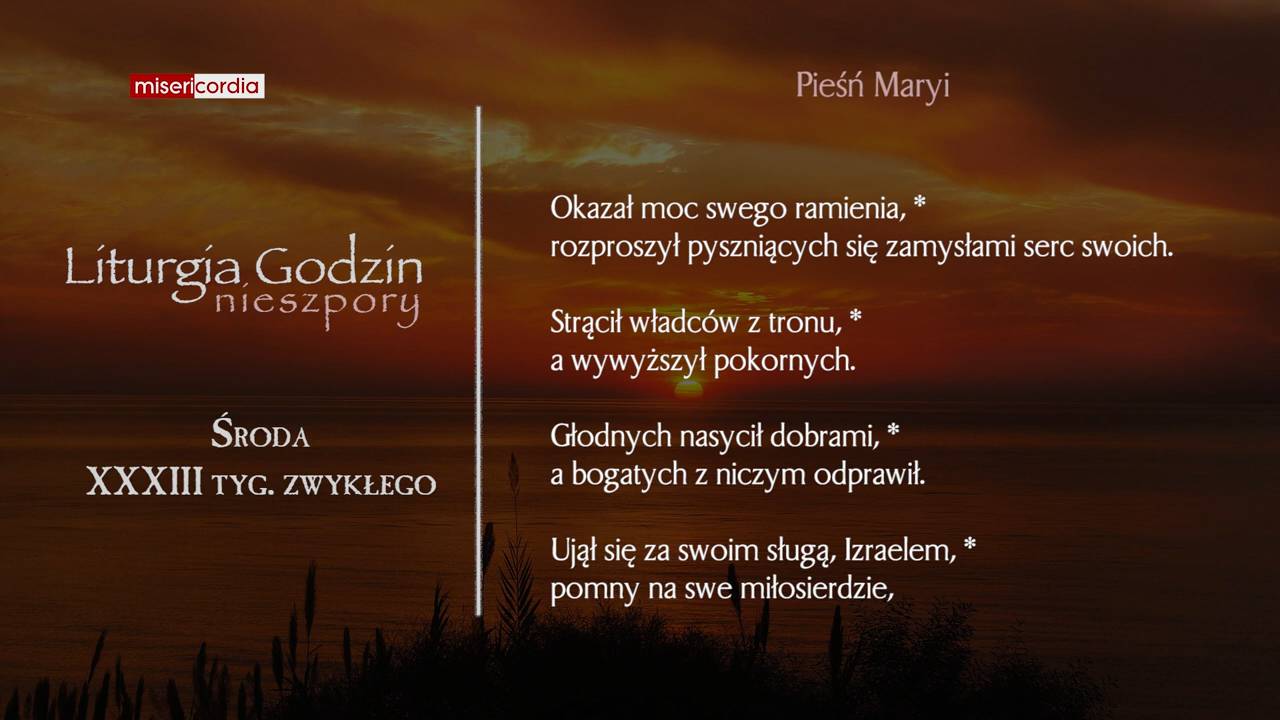 misericordia
Pieśń Maryi
Liturgia Godzin
nieszpory
Środa
XXXIII tyg. zwykłego
Okazał moc swego ramienia, *
rozproszył pyszniących się zamysłami serc swoich.
Strącił władców z tronu, *
a wywyższył pokornych.
Głodnych nasycił dobrami, *
a bogatych z niczym odprawił.
Ujął się za swoim sługą, Izraelem, *
pomny na swe miłosierdzie,